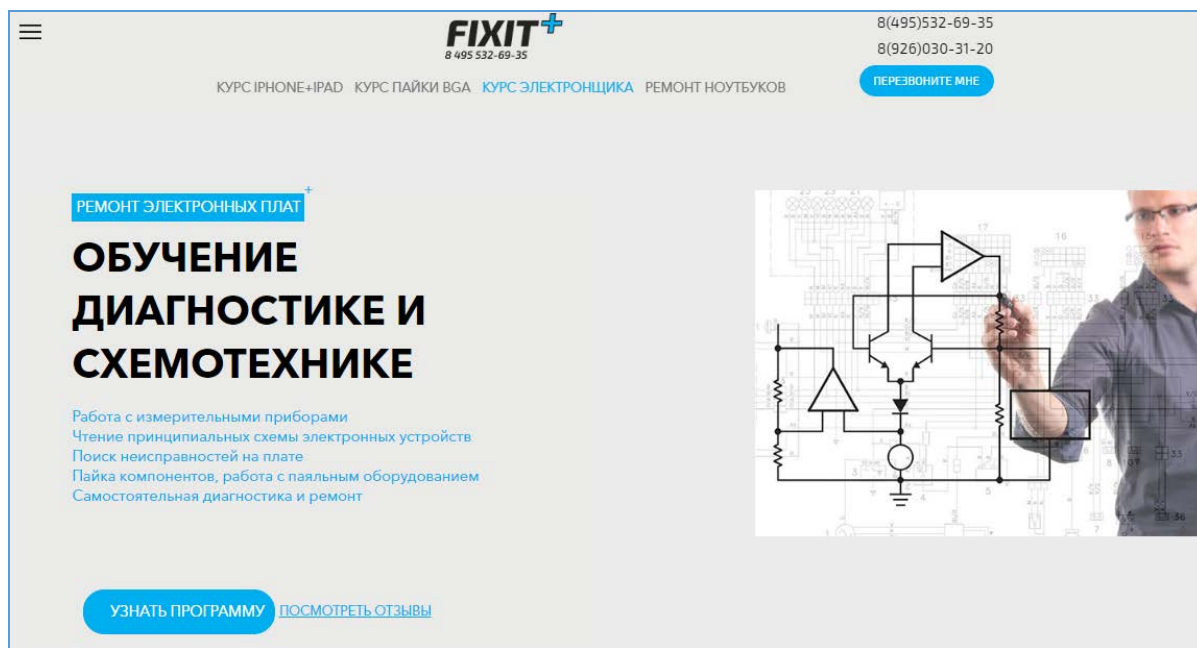 FIXIT+
8 495 532-69-35
8(495)532-69-35
8(926)030-31-20
ПЕРЕЗВОНИТЕ МНЕ
КУРС IPHONE+IPAD КУРС ПАЙКИ BGA КУРС ЭЛЕКТРОНЩИКА РЕМОНТ НОУТБУКОВ
РЕМОНТ ЭЛЕКТРОННЫХ ПЛАТ+
ОБУЧЕНИЕ
ДИАГНОСТИКЕ И
СХЕМОТЕХНИКЕ
Работа с измерительными приборами
Чтение принципиальных схемы электронных устройств
Поиск неисправностей на плате
Пайка компонентов, работа с паяльным оборудованием
Самостоятельная диагностика и ремонт
17
16
33
УЗНАТЬ ПРОГРАММУ ПОСМОТРЕТЬ ОТЗЫВЫ